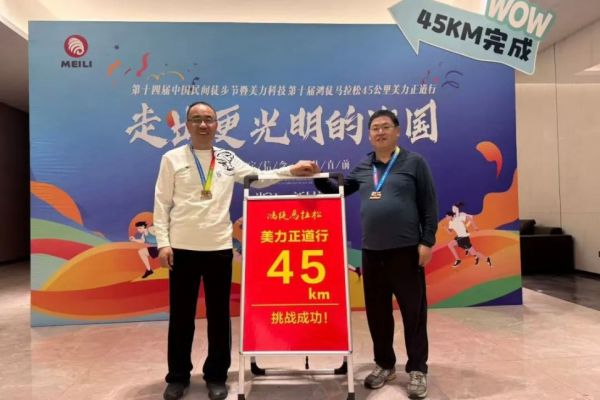 MEILI
WOW
45KM完成
第十四届中国民间徒步节暨美力科技第十届鸿徒马拉松45公里美力正道行
走出更光明的
国
鸿徒马拉松
美力正道行
45
km
挑战成功！